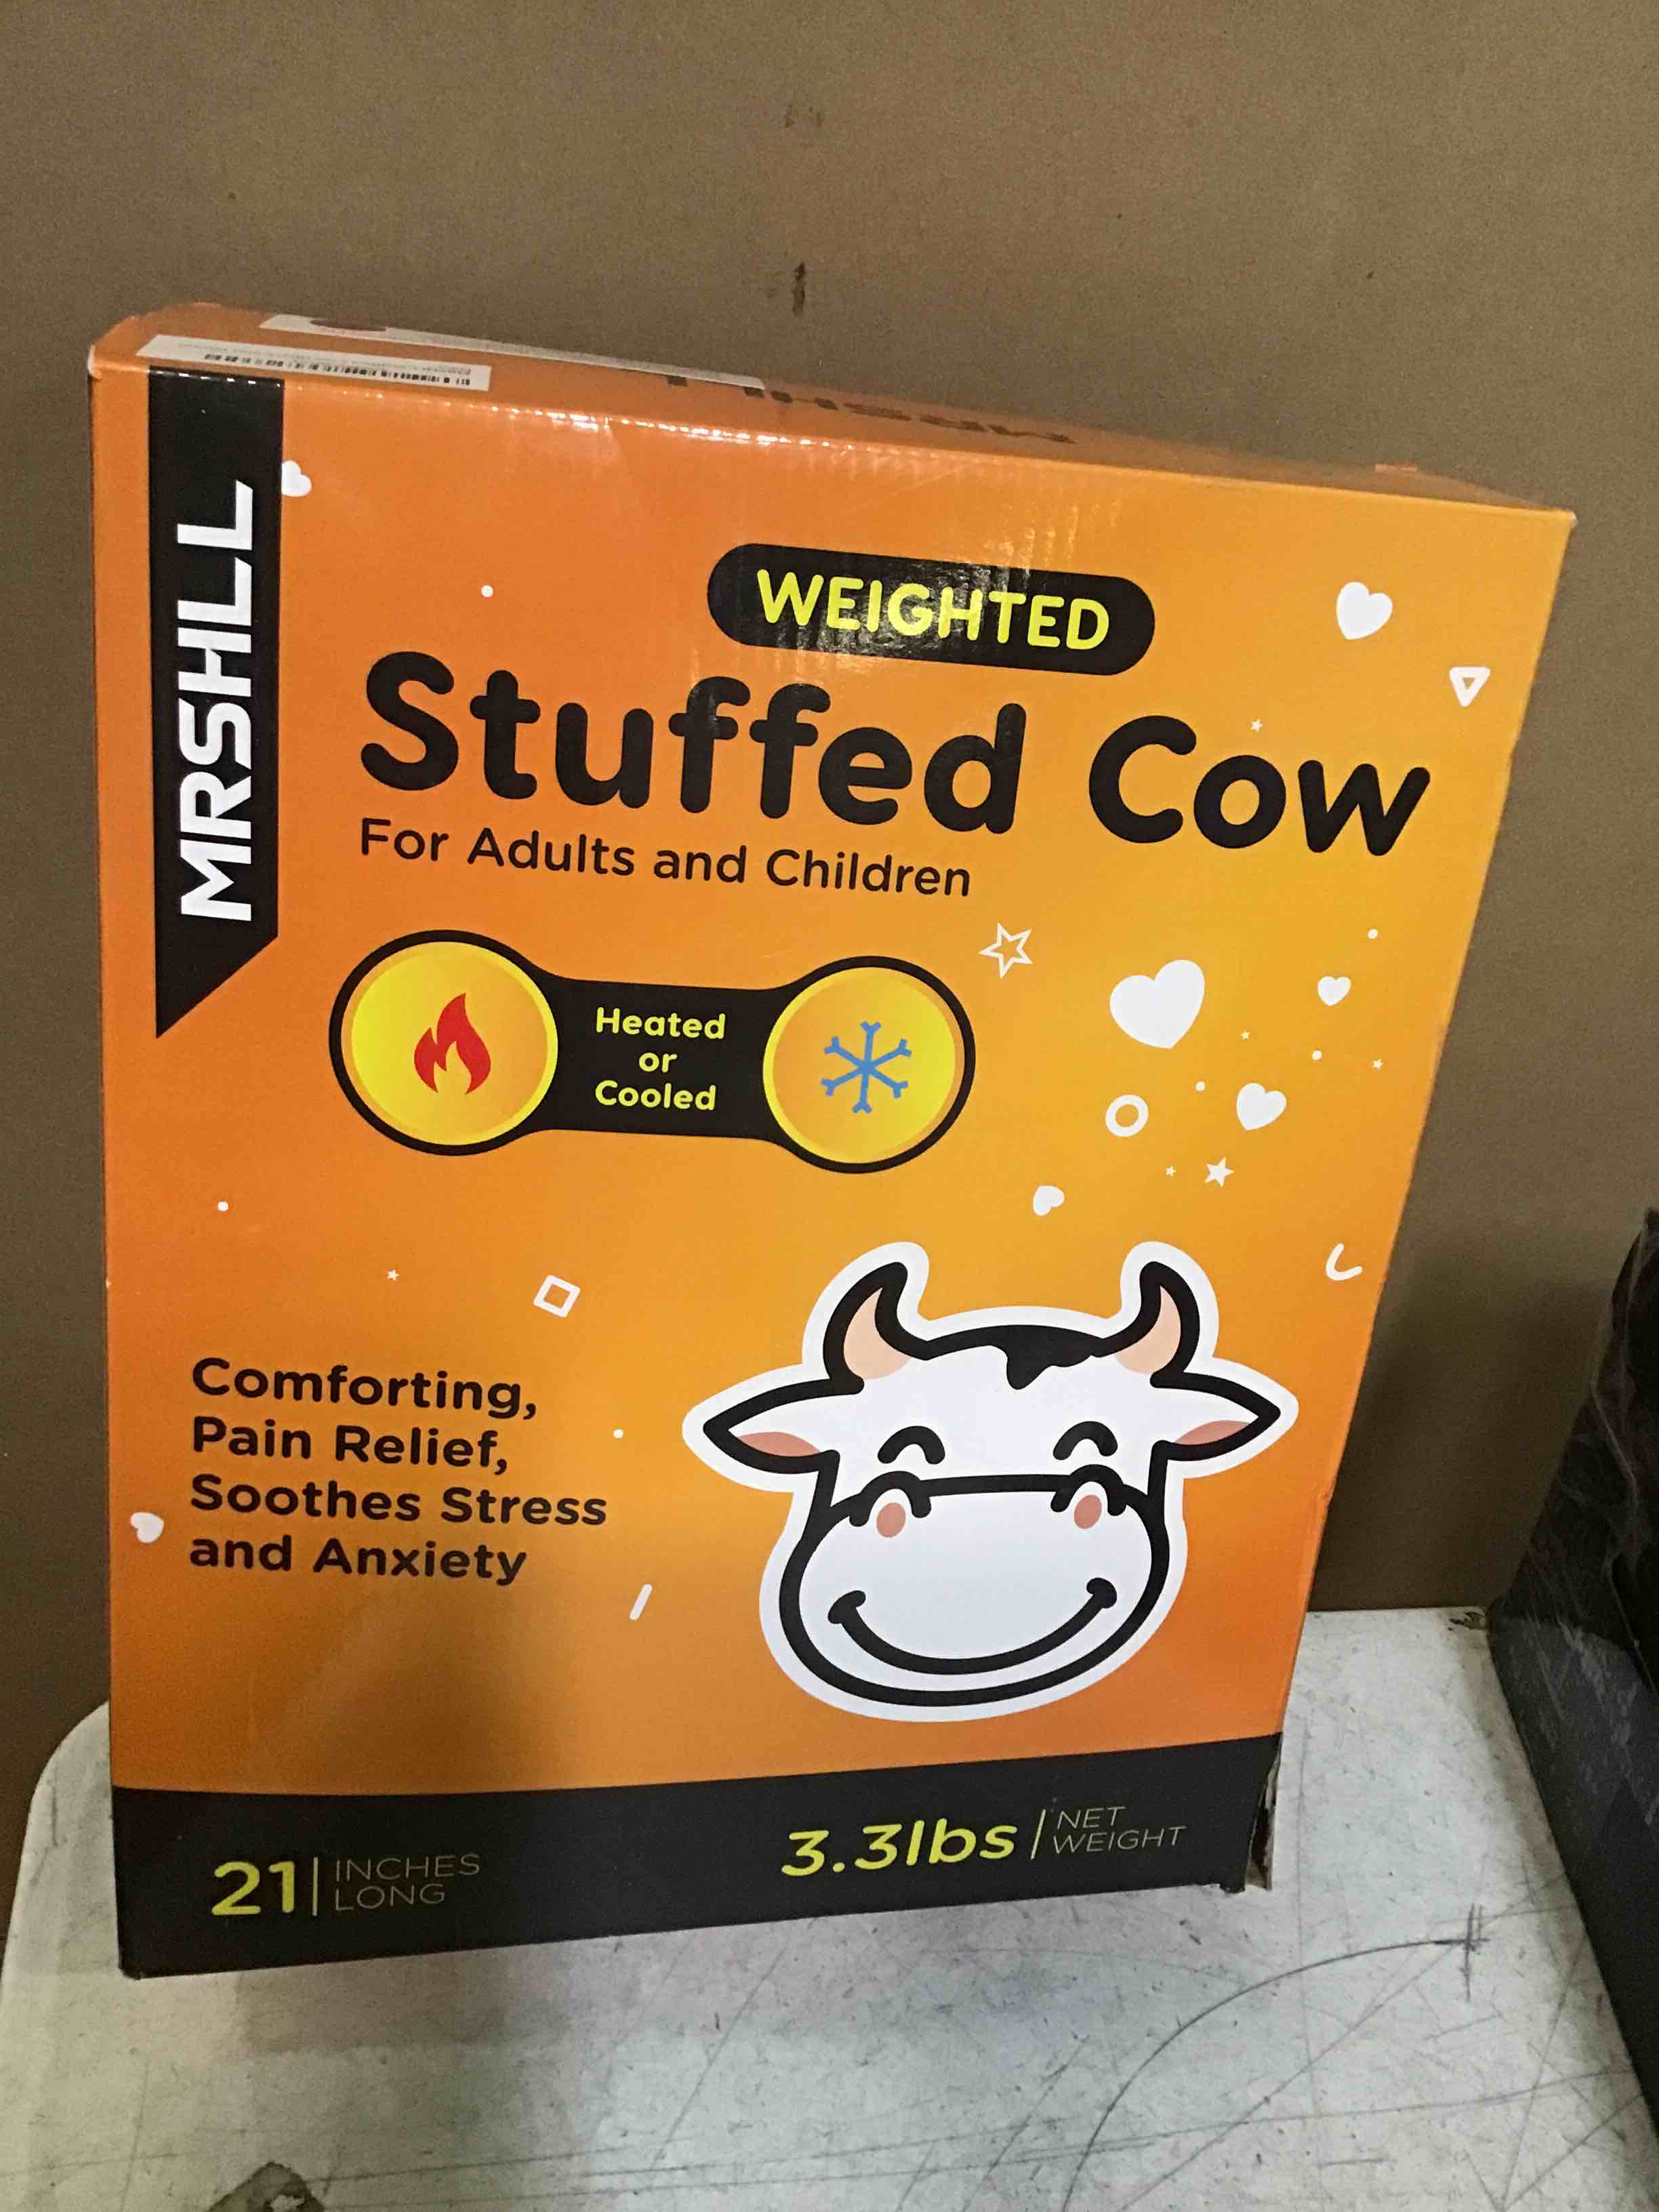 MRSHLL
MRSHLL
WEIGHTED
Stuffed Cow
For Adults and Children
Heated
or
Cooled
Comforting,
Pain Relief,
Soothes Stress
and Anxiety
21 | INCHES
LONG
3.3lbs | NET
WEIGHT